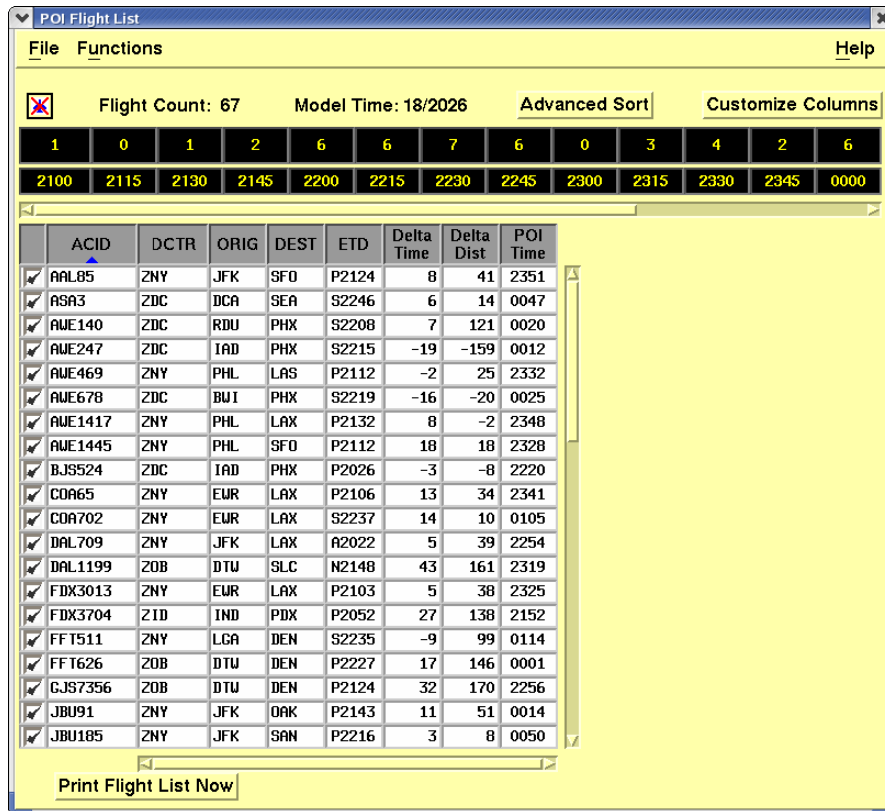 POI Flight List
File Functions Help
Flight Count: 67 Model Time: 18/2026 Advanced Sort Customize Columns
1 0 1 2 6 6 7 6 0 3 4 2 6
2100 2115 2130 2145 2200 2215 2230 2245 2300 2315 2330 2345 0000
ACID DCTR ORIG DEST ETD Delta Time Delta Dist POI Time
AAL85 ZNY JFK SFO P2124 8 41 2351
ASA3 ZDC DCA SEA S2246 6 14 0047
AWE140 ZDC RDU PHX S2208 7 121 0020
AWE247 ZDC IAD PHX S2215 -19 -159 0012
AWE469 ZNY PHL LAS P2112 -2 25 2332
AWE678 ZDC BWI PHX S2219 -16 -20 0025
AWE1417 ZNY PHL LAX P2132 8 -2 2348
AWE1445 ZNY PHL SFO P2112 18 18 2328
BJS524 ZDC IAD PHX P2026 -3 -8 2220
COA65 ZNY EWR LAX P2106 13 34 2341
COA702 ZNY EWR LAX S2237 14 10 0105
DAL709 ZNY JFK LAX A2022 5 39 2254
DAL1199 ZOB DTW SLC N2148 43 161 2319
FDX3013 ZNY EWR LAX P2103 5 38 2325
FDX3704 ZID IND PDX P2052 27 138 2152
FFT511 ZNY LGA DEN S2235 -9 99 0114
FFT626 ZOB DTW DEN P2227 17 146 0001
GJS7356 ZOB DTW DEN P2124 32 170 2256
JBU91 ZNY JFK OAK P2143 11 51 0014
JBU185 ZNY JFK SAN P2216 3 8 0050
Print Flight List Now